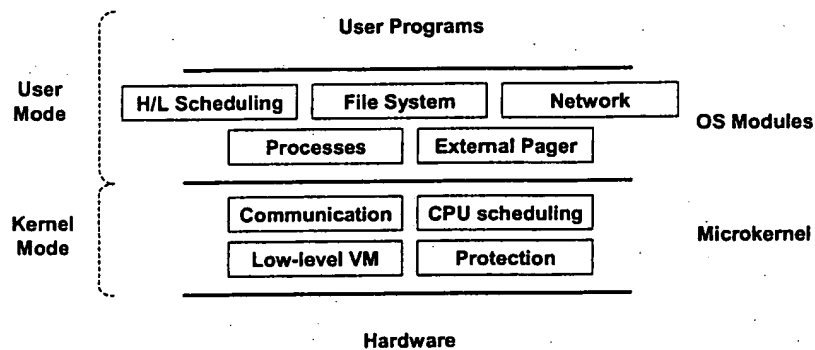 User Programs
User
Mode
H/L Scheduling
File System
Network
Processes
External Pager
OS Modules
Kernel
Mode
Communication
CPU scheduling
Low-level VM
Protection
Microkernel
Hardware